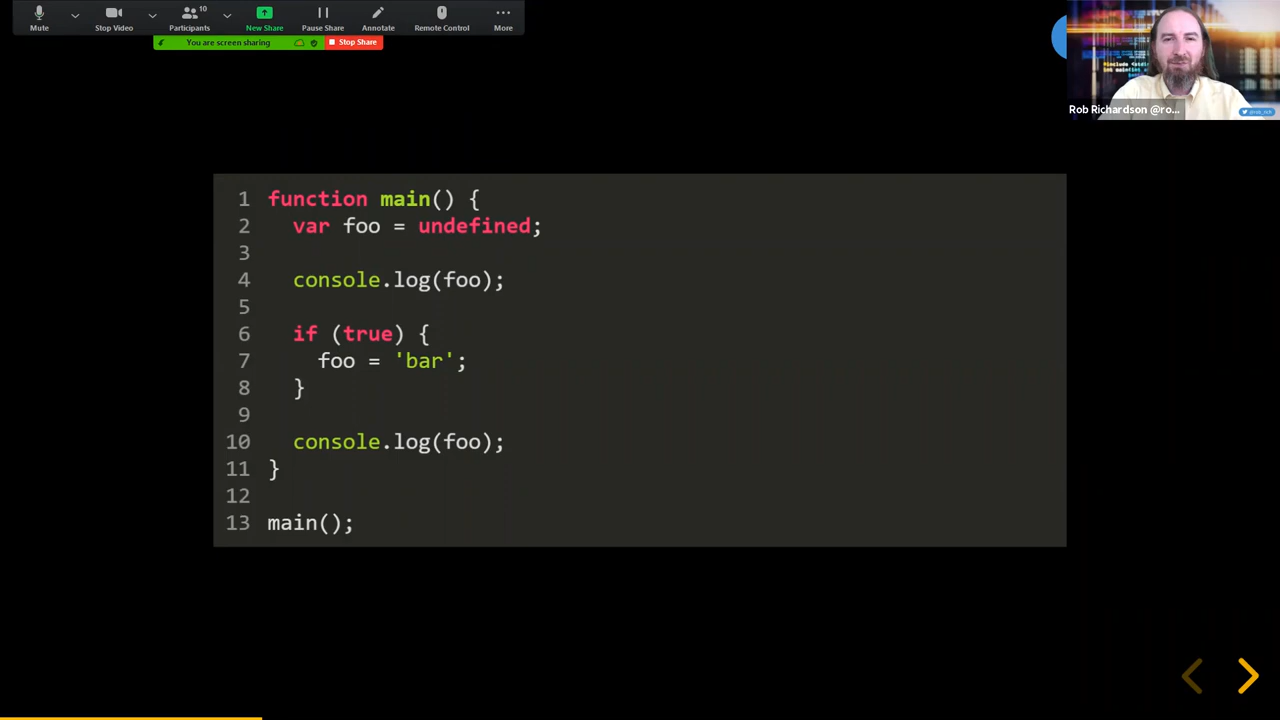 Mute
Stop Video
Participants
10
New Share
Pause Share
Annotate
Remote Control
More
You are screen sharing
Stop Share
Rob Richardson @ro...
1 function main() {
2 var foo = undefined;
3
4 console.log(foo);
5
6 if (true) {
7 foo = 'bar';
8 }
9
10 console.log(foo);
11 }
12
13 main();